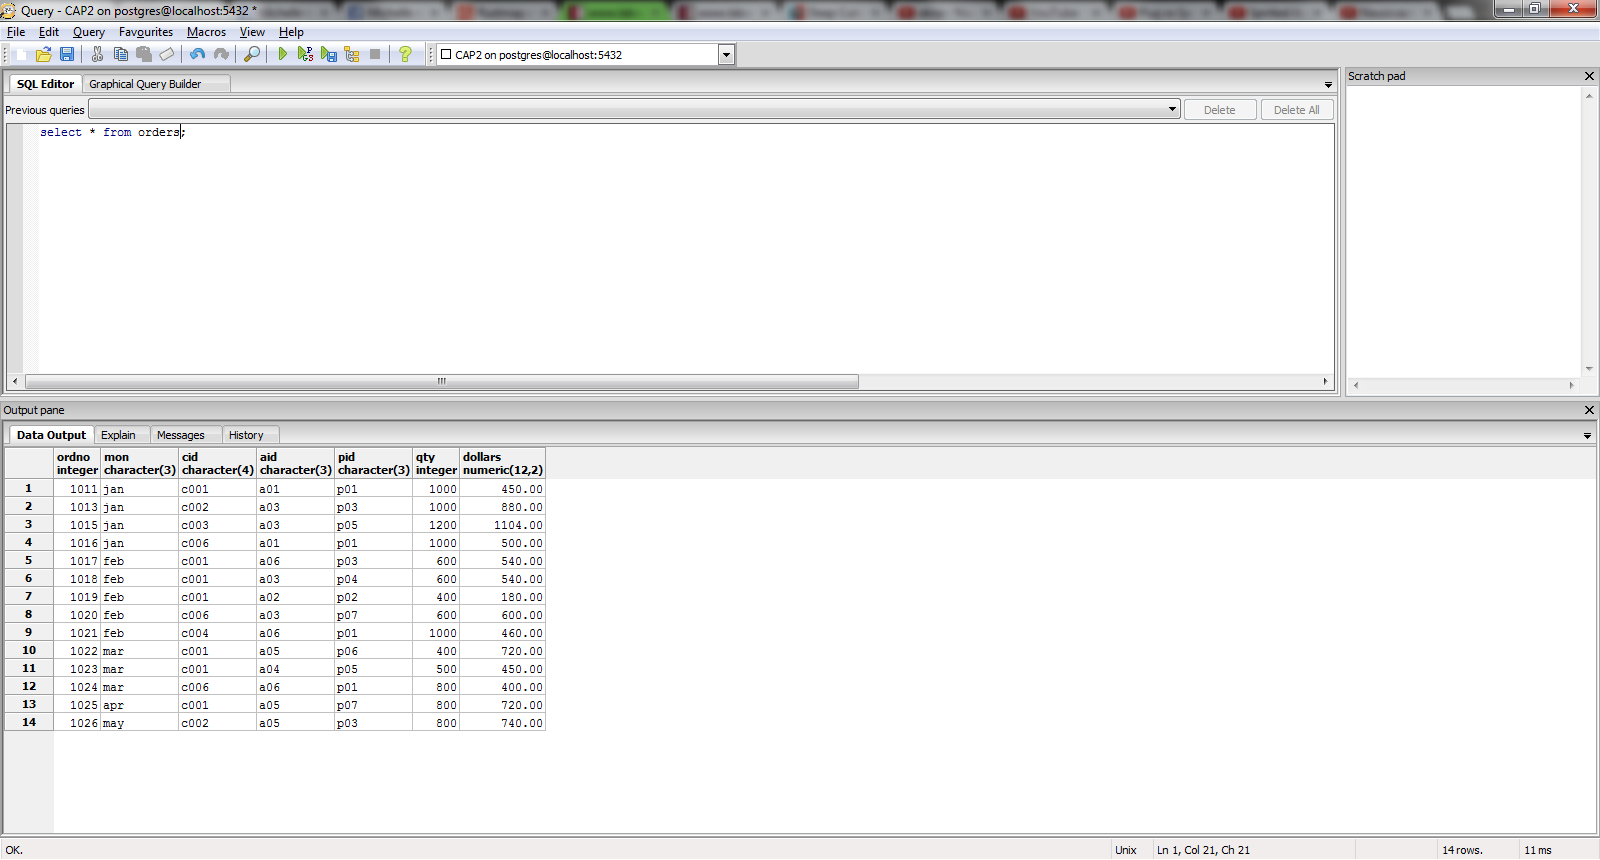 Query - CAP2 on postgres@localhost:5432 *
File Edit Query Favourites Macros View Help
CAP2 on postgres@localhost:5432
SQL Editor Graphical Query Builder
Scratch pad
Previous queries Delete Delete All
select * from orders;
Output pane
Data Output Explain Messages History
ordno mon cid aid pid qty dollars
integer character(3) character(4) character(3) character(3) integer numeric(12,2)
1 1011 jan c001 a01 p01 1000 450.00
2 1013 jan c002 a03 p03 1000 880.00
3 1015 jan c003 a03 p05 1200 1104.00
4 1016 jan c006 a01 p01 1000 500.00
5 1017 feb c001 a06 p03 600 540.00
6 1018 feb c001 a03 p04 600 540.00
7 1019 feb c001 a02 p02 400 180.00
8 1020 feb c006 a03 p07 600 600.00
9 1021 feb c004 a06 p01 1000 460.00
10 1022 mar c001 a05 p06 400 720.00
11 1023 mar c001 a04 p05 500 450.00
12 1024 mar c006 a06 p01 800 400.00
13 1025 apr c001 a05 p07 800 720.00
14 1026 may c002 a05 p03 800 740.00
OK. Unix Ln 1, Col 21, Ch 21 14 rows. 11 ms